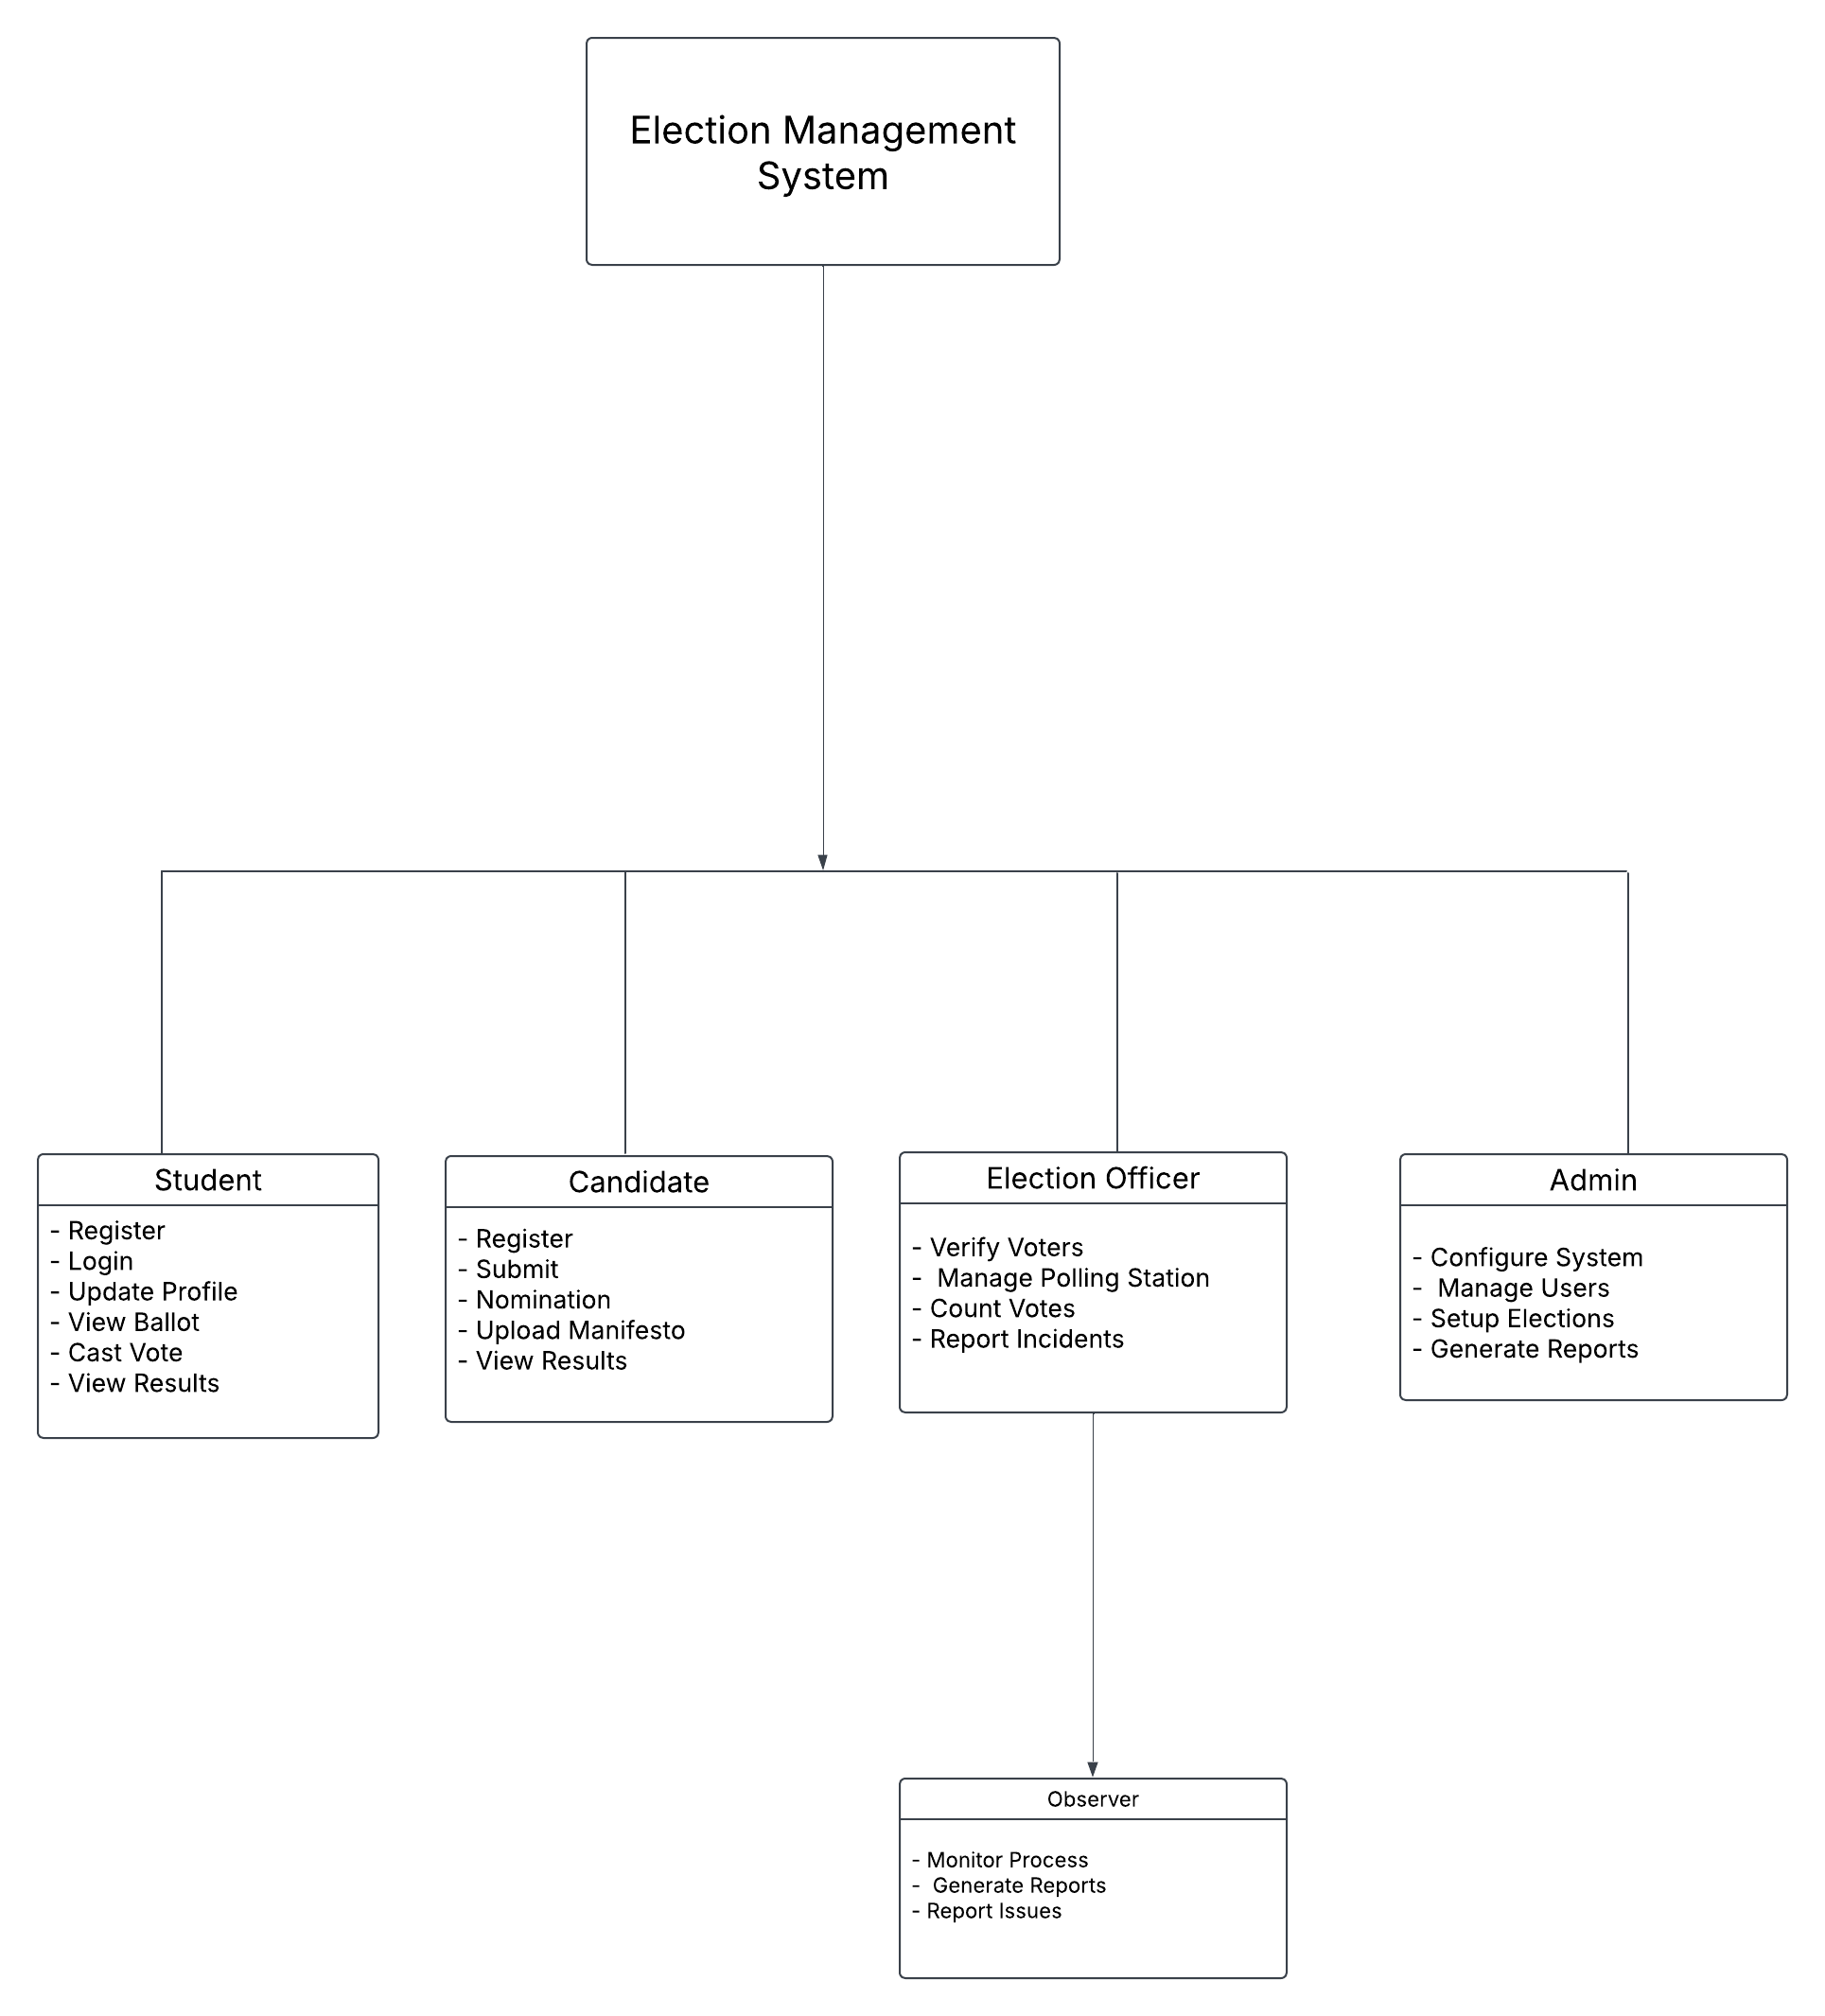 Election Management
System
Student
- Register
- Login
- Update Profile
- View Ballot
- Cast Vote
- View Results
Candidate
- Register
- Submit
- Nomination
- Upload Manifesto
- View Results
Election Officer
- Verify Voters
-  Manage Polling Station
- Count Votes
- Report Incidents
Admin
- Configure System
-  Manage Users
- Setup Elections
- Generate Reports
Observer
- Monitor Process
-  Generate Reports
- Report Issues